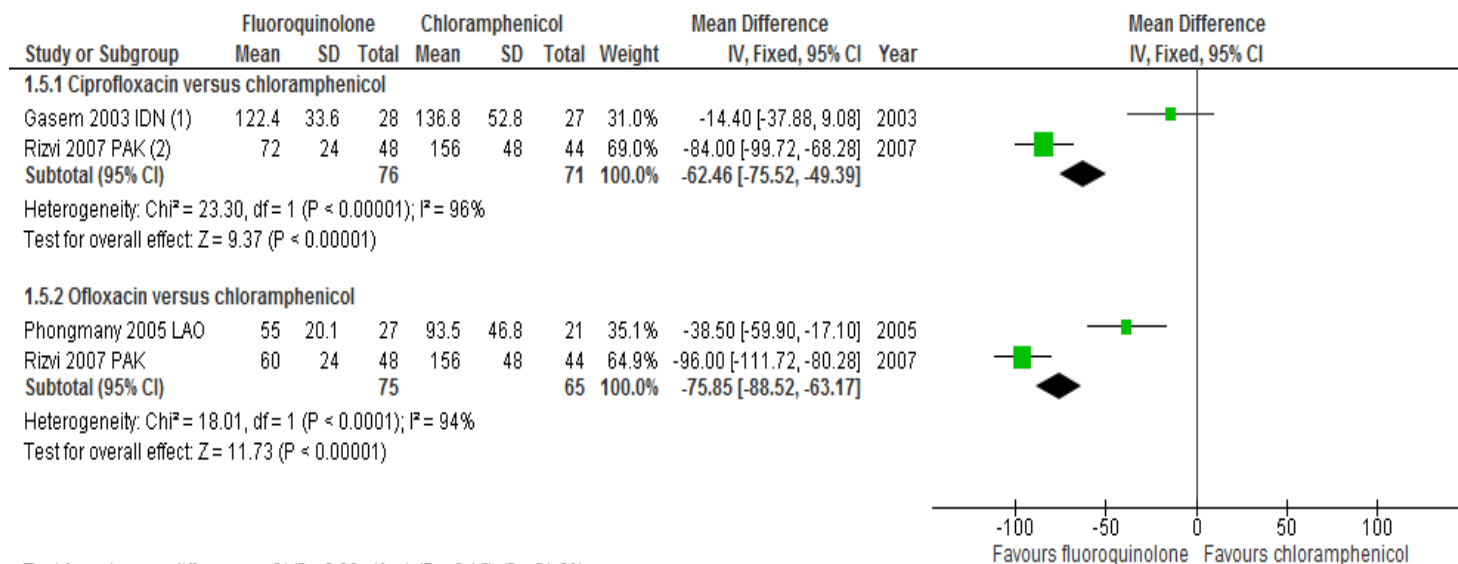 Fluoroquinolone Chloramphenicol Mean Difference Mean Difference
Study or Subgroup Mean SD Total Mean SD Total Weight IV, Fixed, 95% CI Year IV, Fixed, 95% CI
1.5.1 Ciprofloxacin versus chloramphenicol
Gasem 2003 IDN (1) 122.4 33.6 28 136.8 52.8 27 31.0% -14.40 [-37.88, 9.08] 2003
Rizvi 2007 PAK (2) 72 24 48 156 48 44 69.0% -84.00 [-99.72, -68.28] 2007
Subtotal (95% CI) 76 71 100.0% -62.46 [-75.52, -49.39]
Heterogeneity: Chi² = 23.30, df = 1 (P < 0.00001); I² = 96%
Test for overall effect: Z = 9.37 (P < 0.00001)
1.5.2 Ofloxacin versus chloramphenicol
Phongmany 2005 LAO 55 20.1 27 93.5 46.8 21 35.1% -38.50 [-59.90, -17.10] 2005
Rizvi 2007 PAK 60 24 48 156 48 44 64.9% -96.00 [-111.72, -80.28] 2007
Subtotal (95% CI) 75 65 100.0% -75.85 [-88.52, -63.17]
Heterogeneity: Chi² = 18.01, df = 1 (P < 0.0001); I² = 94%
Test for overall effect: Z = 11.73 (P < 0.00001)
-100 -50 0 50 100
Favours fluoroquinolone Favours chloramphenicol